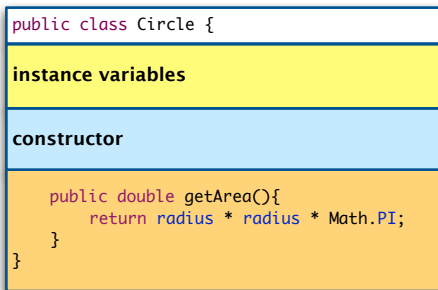 public class Circle {
instance variables
constructor
public double getArea(){
return radius * radius * Math.PI;
}
}